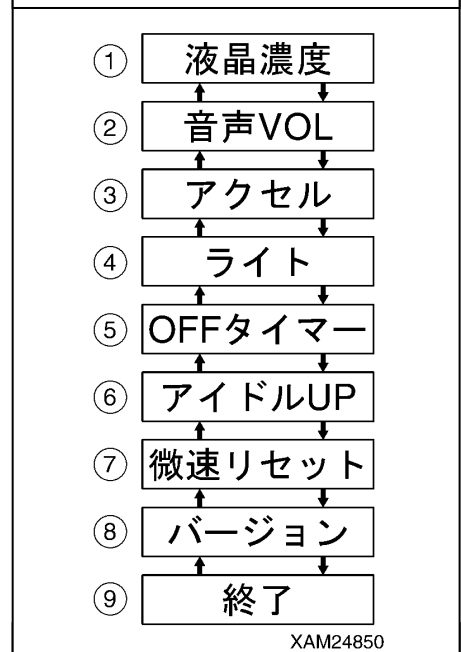 ① 液晶濃度
② 音声VOL
③ アクセル
④ ライト
⑤ OFFタイマー
⑥ アイドルUP
⑦ 微速リセット
⑧ バージョン
⑨ 終了
XAM24850